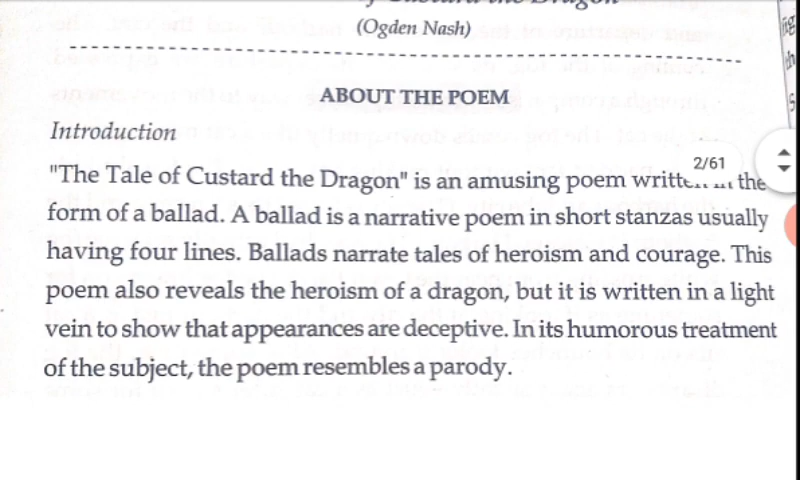 Custard the Dragon
(Ogden Nash)
ABOUT THE POEM
Introduction
2/61
"The Tale of Custard the Dragon" is an amusing poem the
form of a ballad. A ballad is a narrative poem in short stanzas usually
having four lines. Ballads narrate tales of heroism and courage. This
poem also reveals the heroism of a dragon, but it is written in a light
vein to show that appearances are deceptive. In its humorous treatment
of the subject, the poem resembles a parody.